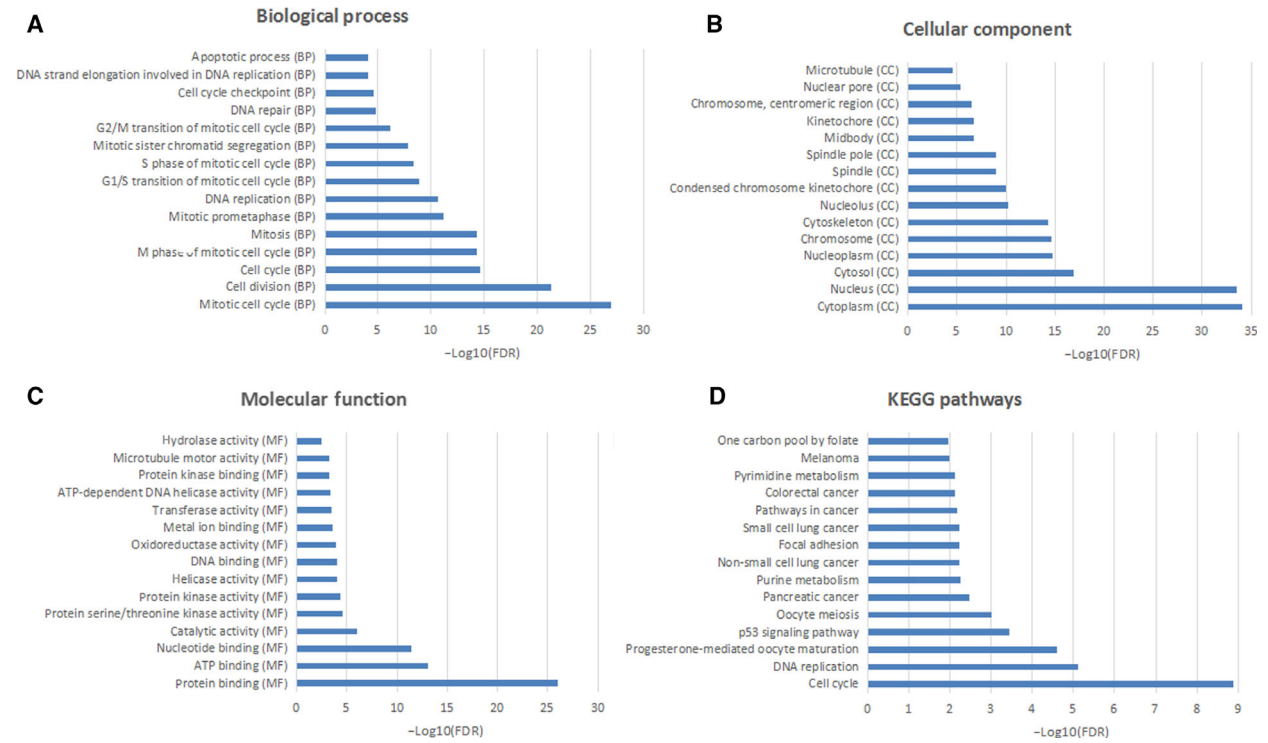 A
Biological process
Apoptotic process (BP)
DNA strand elongation involved in DNA replication (BP)
Cell cycle checkpoint (BP)
DNA repair (BP)
G2/M transition of mitotic cell cycle (BP)
Mitotic sister chromatid segregation (BP)
S phase of mitotic cell cycle (BP)
G1/S transition of mitotic cell cycle (BP)
DNA replication (BP)
Mitotic prometaphase (BP)
Mitosis (BP)
M phase of mitotic cell cycle (BP)
Cell cycle (BP)
Cell division (BP)
Mitotic cell cycle (BP)
0 5 10 15 20 25 30
−Log10(FDR)
B
Cellular component
Microtubule (CC)
Nuclear pore (CC)
Chromosome, centromeric region (CC)
Kinetochore (CC)
Midbody (CC)
Spindle pole (CC)
Spindle (CC)
Condensed chromosome kinetochore (CC)
Nucleolus (CC)
Cytoskeleton (CC)
Chromosome (CC)
Nucleoplasm (CC)
Cytosol (CC)
Nucleus (CC)
Cytoplasm (CC)
0 5 10 15 20 25 30 35
−Log10(FDR)
C
Molecular function
Hydrolase activity (MF)
Microtubule motor activity (MF)
Protein kinase binding (MF)
ATP-dependent DNA helicase activity (MF)
Transferase activity (MF)
Metal ion binding (MF)
Oxidoreductase activity (MF)
DNA binding (MF)
Helicase activity (MF)
Protein kinase activity (MF)
Protein serine/threonine kinase activity (MF)
Catalytic activity (MF)
Nucleotide binding (MF)
ATP binding (MF)
Protein binding (MF)
0 5 10 15 20 25 30
−Log10(FDR)
D
KEGG pathways
One carbon pool by folate
Melanoma
Pyrimidine metabolism
Colorectal cancer
Pathways in cancer
Small cell lung cancer
Focal adhesion
Non-small cell lung cancer
Purine metabolism
Pancreatic cancer
Oocyte meiosis
p53 signaling pathway
Progesterone-mediated oocyte maturation
DNA replication
Cell cycle
0 1 2 3 4 5 6 7 8 9
−Log10(FDR)